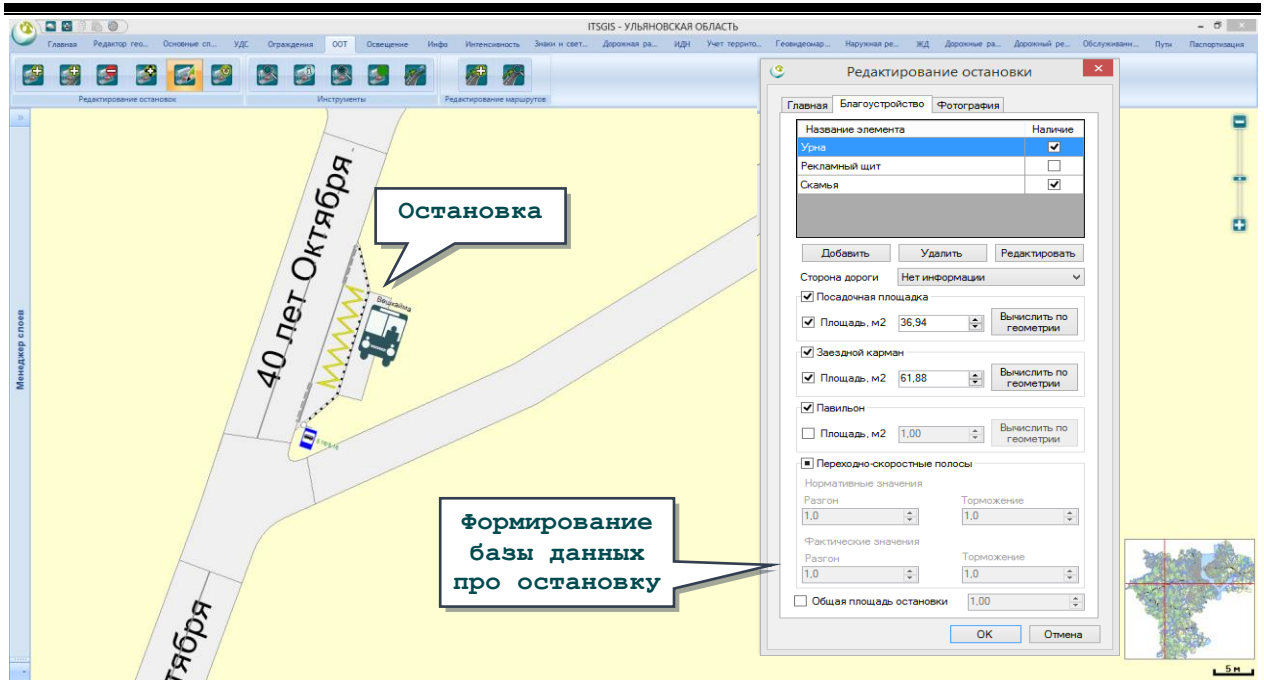 ITSGIS - УЛЬЯНОВСКАЯ ОБЛАСТЬ
Главная Редактор гео... Основные сл... УДС Ограждения ООТ Освещение Инфо Интенсивность Знаки и свет... Дорожная ра... ИДН Учет террито... Геовидеонар... Наружная ре... ЖД Дорожные ра... Дорожный ре... Обслуживани... Пути Паспортизация
Редактирование остановок Инструменты Редактирование маршрутов
Менеджер слоев
40 лет Октября
Остановка
Вешкайма
Формирование
базы данных
про остановку
тября
Редактирование остановки
Главная Благоустройство Фотография
Название элемента Наличие
Урна
Рекламный щит
Скамья
Добавить Удалить Редактировать
Сторона дороги Нет информации
Посадочная площадка
Площадь, м2 36,94 Вычислить по
геометрии
Заездной карман
Площадь, м2 61,88 Вычислить по
геометрии
Павильон
Площадь, м2 1,00 Вычислить по
геометрии
Переходно-скоростные полосы
Нормативные значения
Разгон Торможение
1,0 1,0
Фактические значения
Разгон Торможение
1,0 1,0
Общая площадь остановки 1,00
OK Отмена
5 м